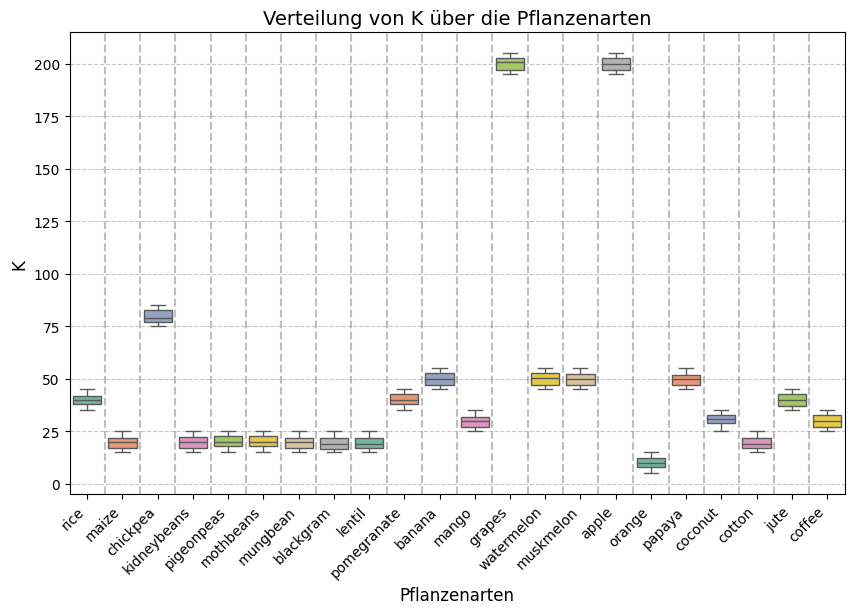 Verteilung von K über die Pflanzenarten
K
200
175
150
125
100
75
50
25
0
rice
maize
chickpea
kidneybeans
pigeonpeas
mothbeans
mungbean
blackgram
lentil
pomegranate
banana
mango
grapes
watermelon
muskmelon
apple
orange
papaya
coconut
cotton
jute
coffee
Pflanzenarten